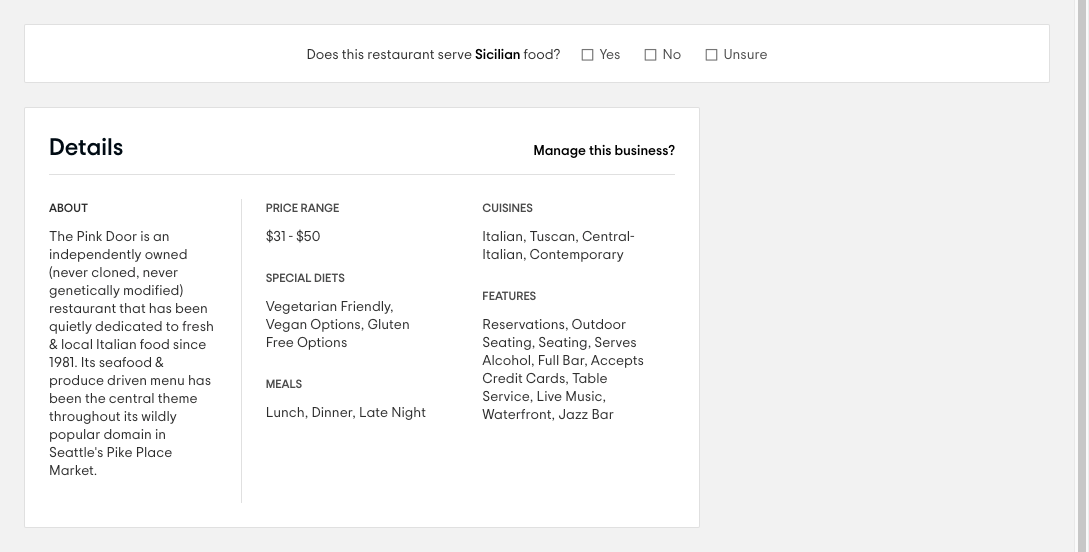 Does this restaurant serve Sicilian food? Yes No Unsure
Details
Manage this business?
ABOUT
The Pink Door is an
independently owned
(never cloned, never
genetically modified)
restaurant that has been
quietly dedicated to fresh
& local Italian food since
1981. Its seafood &
produce driven menu has
been the central theme
throughout its wildly
popular domain in
Seattle's Pike Place
Market.
PRICE RANGE
$31 - $50
SPECIAL DIETS
Vegetarian Friendly,
Vegan Options, Gluten
Free Options
MEALS
Lunch, Dinner, Late Night
CUISINES
Italian, Tuscan, Central-
Italian, Contemporary
FEATURES
Reservations, Outdoor
Seating, Seating, Serves
Alcohol, Full Bar, Accepts
Credit Cards, Table
Service, Live Music,
Waterfront, Jazz Bar